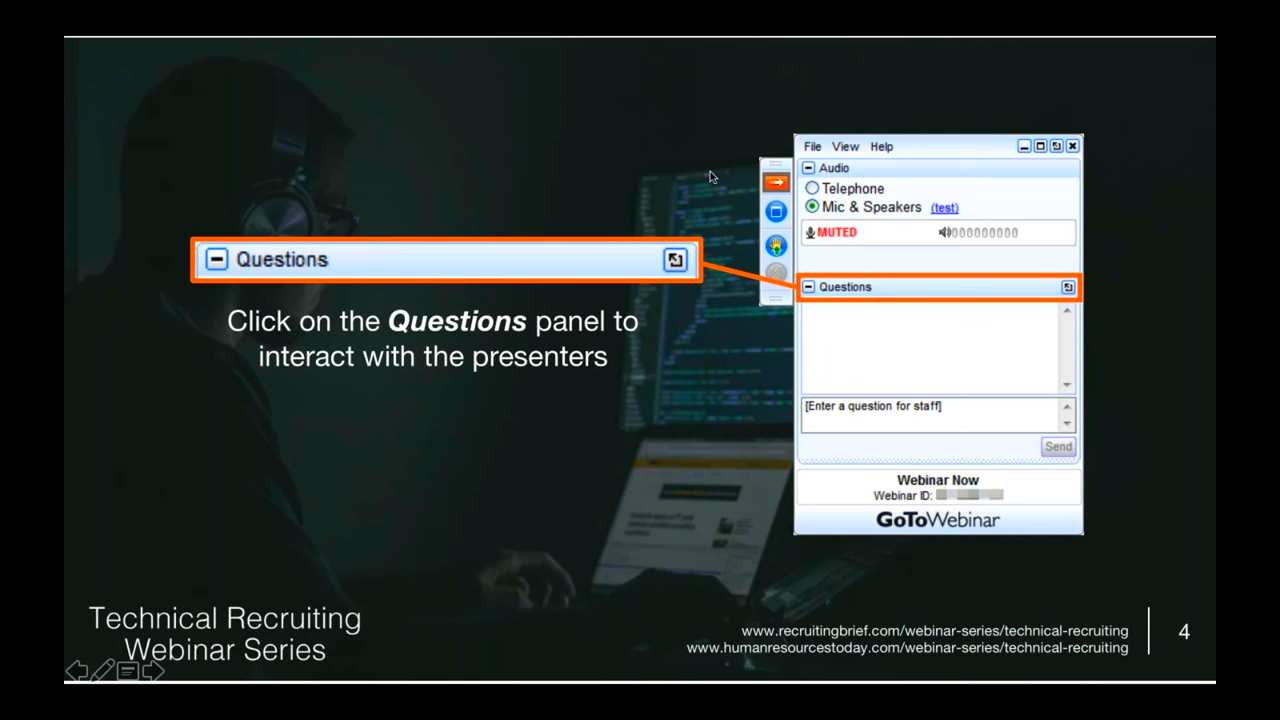 Questions
Click on the Questions panel to
interact with the presenters
File View Help
Audio
Telephone
Mic & Speakers (test)
MUTED
000000000
Questions
[Enter a question for staff]
Send
Webinar Now
Webinar ID:
GoToWebinar
Technical Recruiting
Webinar Series
www.recruitingbrief.com/webinar-series/technical-recruiting
www.humanresourcestoday.com/webinar-series/technical-recruiting
4